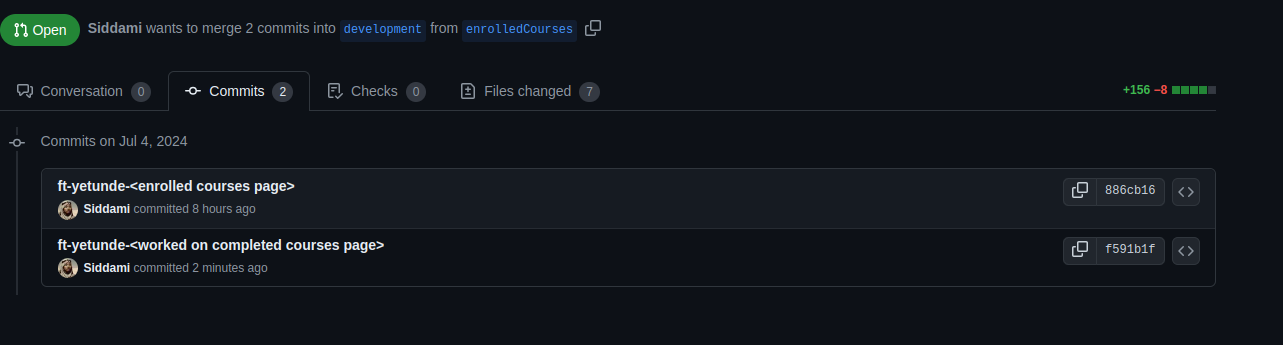 Open Siddami wants to merge 2 commits into development from enrolledCourses
Conversation 0 Commits 2 Checks 0 Files changed 7 +156 −8
Commits on Jul 4, 2024
ft-yetunde-<enrolled courses page>
886cb16
Siddami committed 8 hours ago
ft-yetunde-<worked on completed courses page>
f591b1f
Siddami committed 2 minutes ago